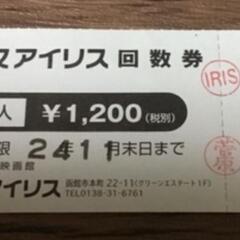 アイリス回数券
IRIS
人 ¥1,200(税別)
限 24年11月末日まで
映画館
アイリス 函館市本町22-11(グリーンエステート1F)
TEL0138-31-6761